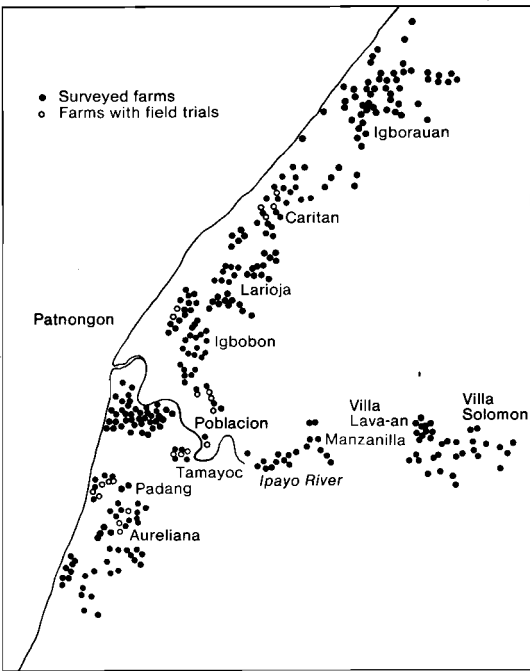 Surveyed farms
Farms with field trials
Igborauan
Caritan
Larioja
Patnongon
Igbobon
Poblacion
Villa
Lava-an
Villa
Solomon
Manzanilla
Tamayoc
Ipayo River
Padang
Aureliana